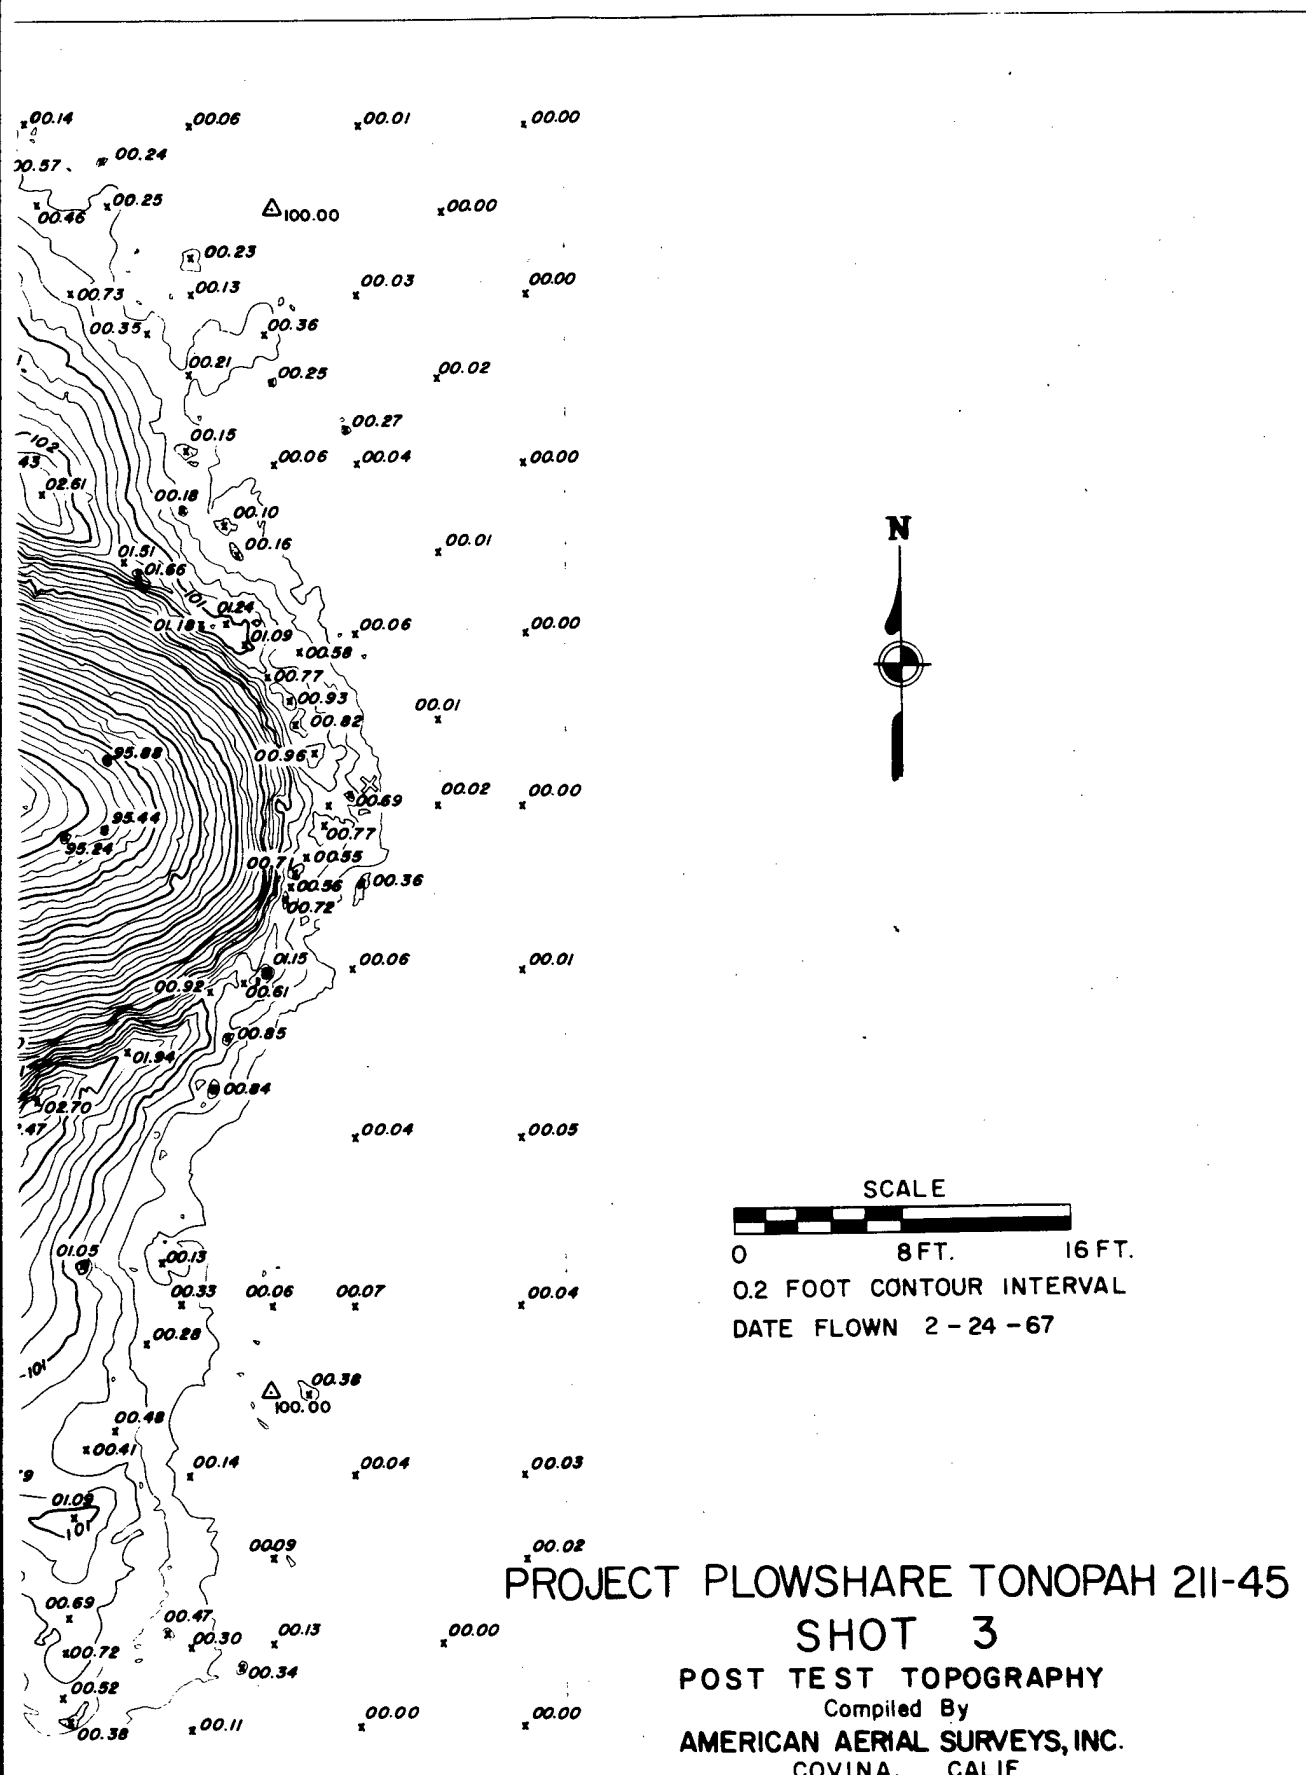 00.14 00.06 00.01 00.00
00.24
00.57
00.25
00.46 100.00 00.00
00.23
00.73 00.13 00.03 00.00
00.35 00.36
00.21 00.25 00.02
00.27
00.15
102
43 00.06 00.04 00.00
02.61 00.18
00.10
00.16 00.01
01.51
01.66
101 01.24
01.18 01.09 00.06 00.00
00.58
00.77
00.93 00.01
00.82
95.88 00.96
00.69 00.02 00.00
95.44 00.77
95.24
00.71 00.55
00.56 00.36
00.72
01.15 00.06 00.01
00.92 00.61
00.85
01.94
00.84
02.70
.47 00.04 00.05
N
SCALE
0 8 FT. 16 FT.
0.2 FOOT CONTOUR INTERVAL
DATE FLOWN 2-24-67
01.05 00.13
00.33 00.06 00.07 00.04
00.28
101
00.38
100.00
00.48
00.41
00.14 00.04 00.03
01.09
101
00.09 00.02
PROJECT PLOWSHARE TONOPAH 211-45
SHOT 3
POST TEST TOPOGRAPHY
Compiled By
AMERICAN AERIAL SURVEYS, INC.
COVINA, CALIF
00.69 00.47
00.30 00.13 00.00
00.72 00.34
00.52
00.38 00.11 00.00 00.00